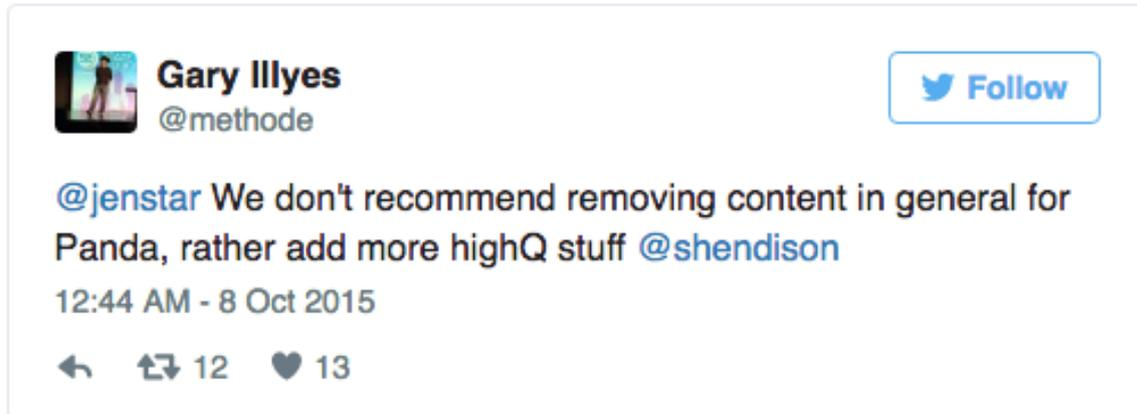 Gary Illyes
@methode
Follow
@jenstar We don't recommend removing content in general for
Panda, rather add more highQ stuff @shendison
12:44 AM - 8 Oct 2015
12 13